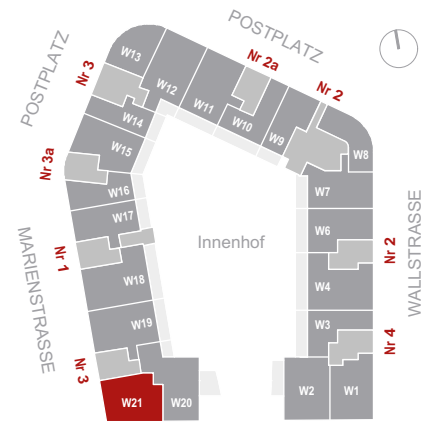 POSTPLATZ
POSTPLATZ
Nr 3
Nr 2a
Nr 2
W13
W12
W11
W10
W9
W8
W14
W15
Nr 3a
W16
W7
W17
W6
Innenhof
Nr 2
WALLSTRASSE
MARIENSTRASSE
Nr 1
W18
W4
W19
W3
Nr 4
Nr 3
W21
W20
W2
W1